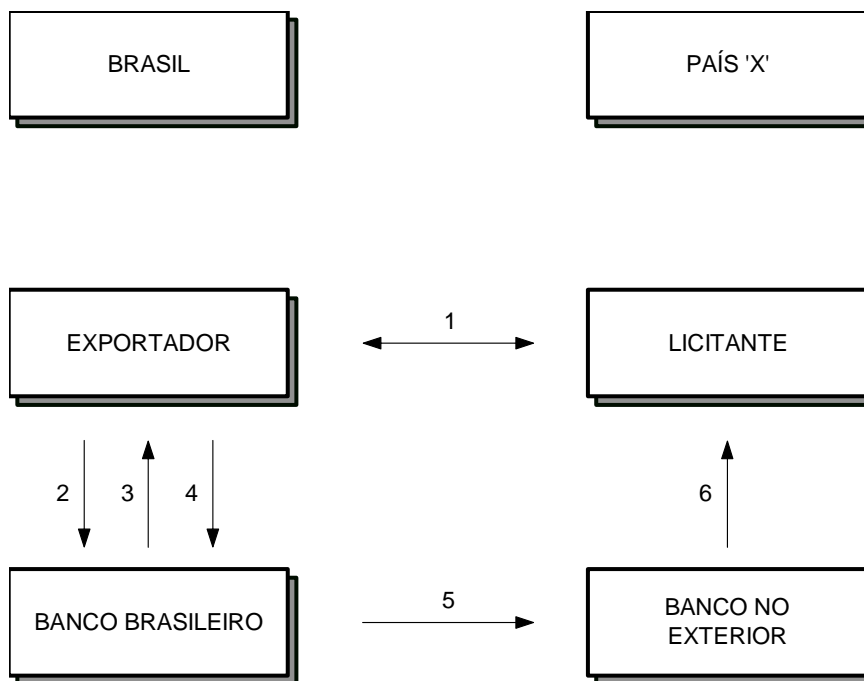 BRASIL
PAÍS 'X'
EXPORTADOR
1
LICITANTE
2
3
4
6
BANCO BRASILEIRO
5
BANCO NO
EXTERIOR